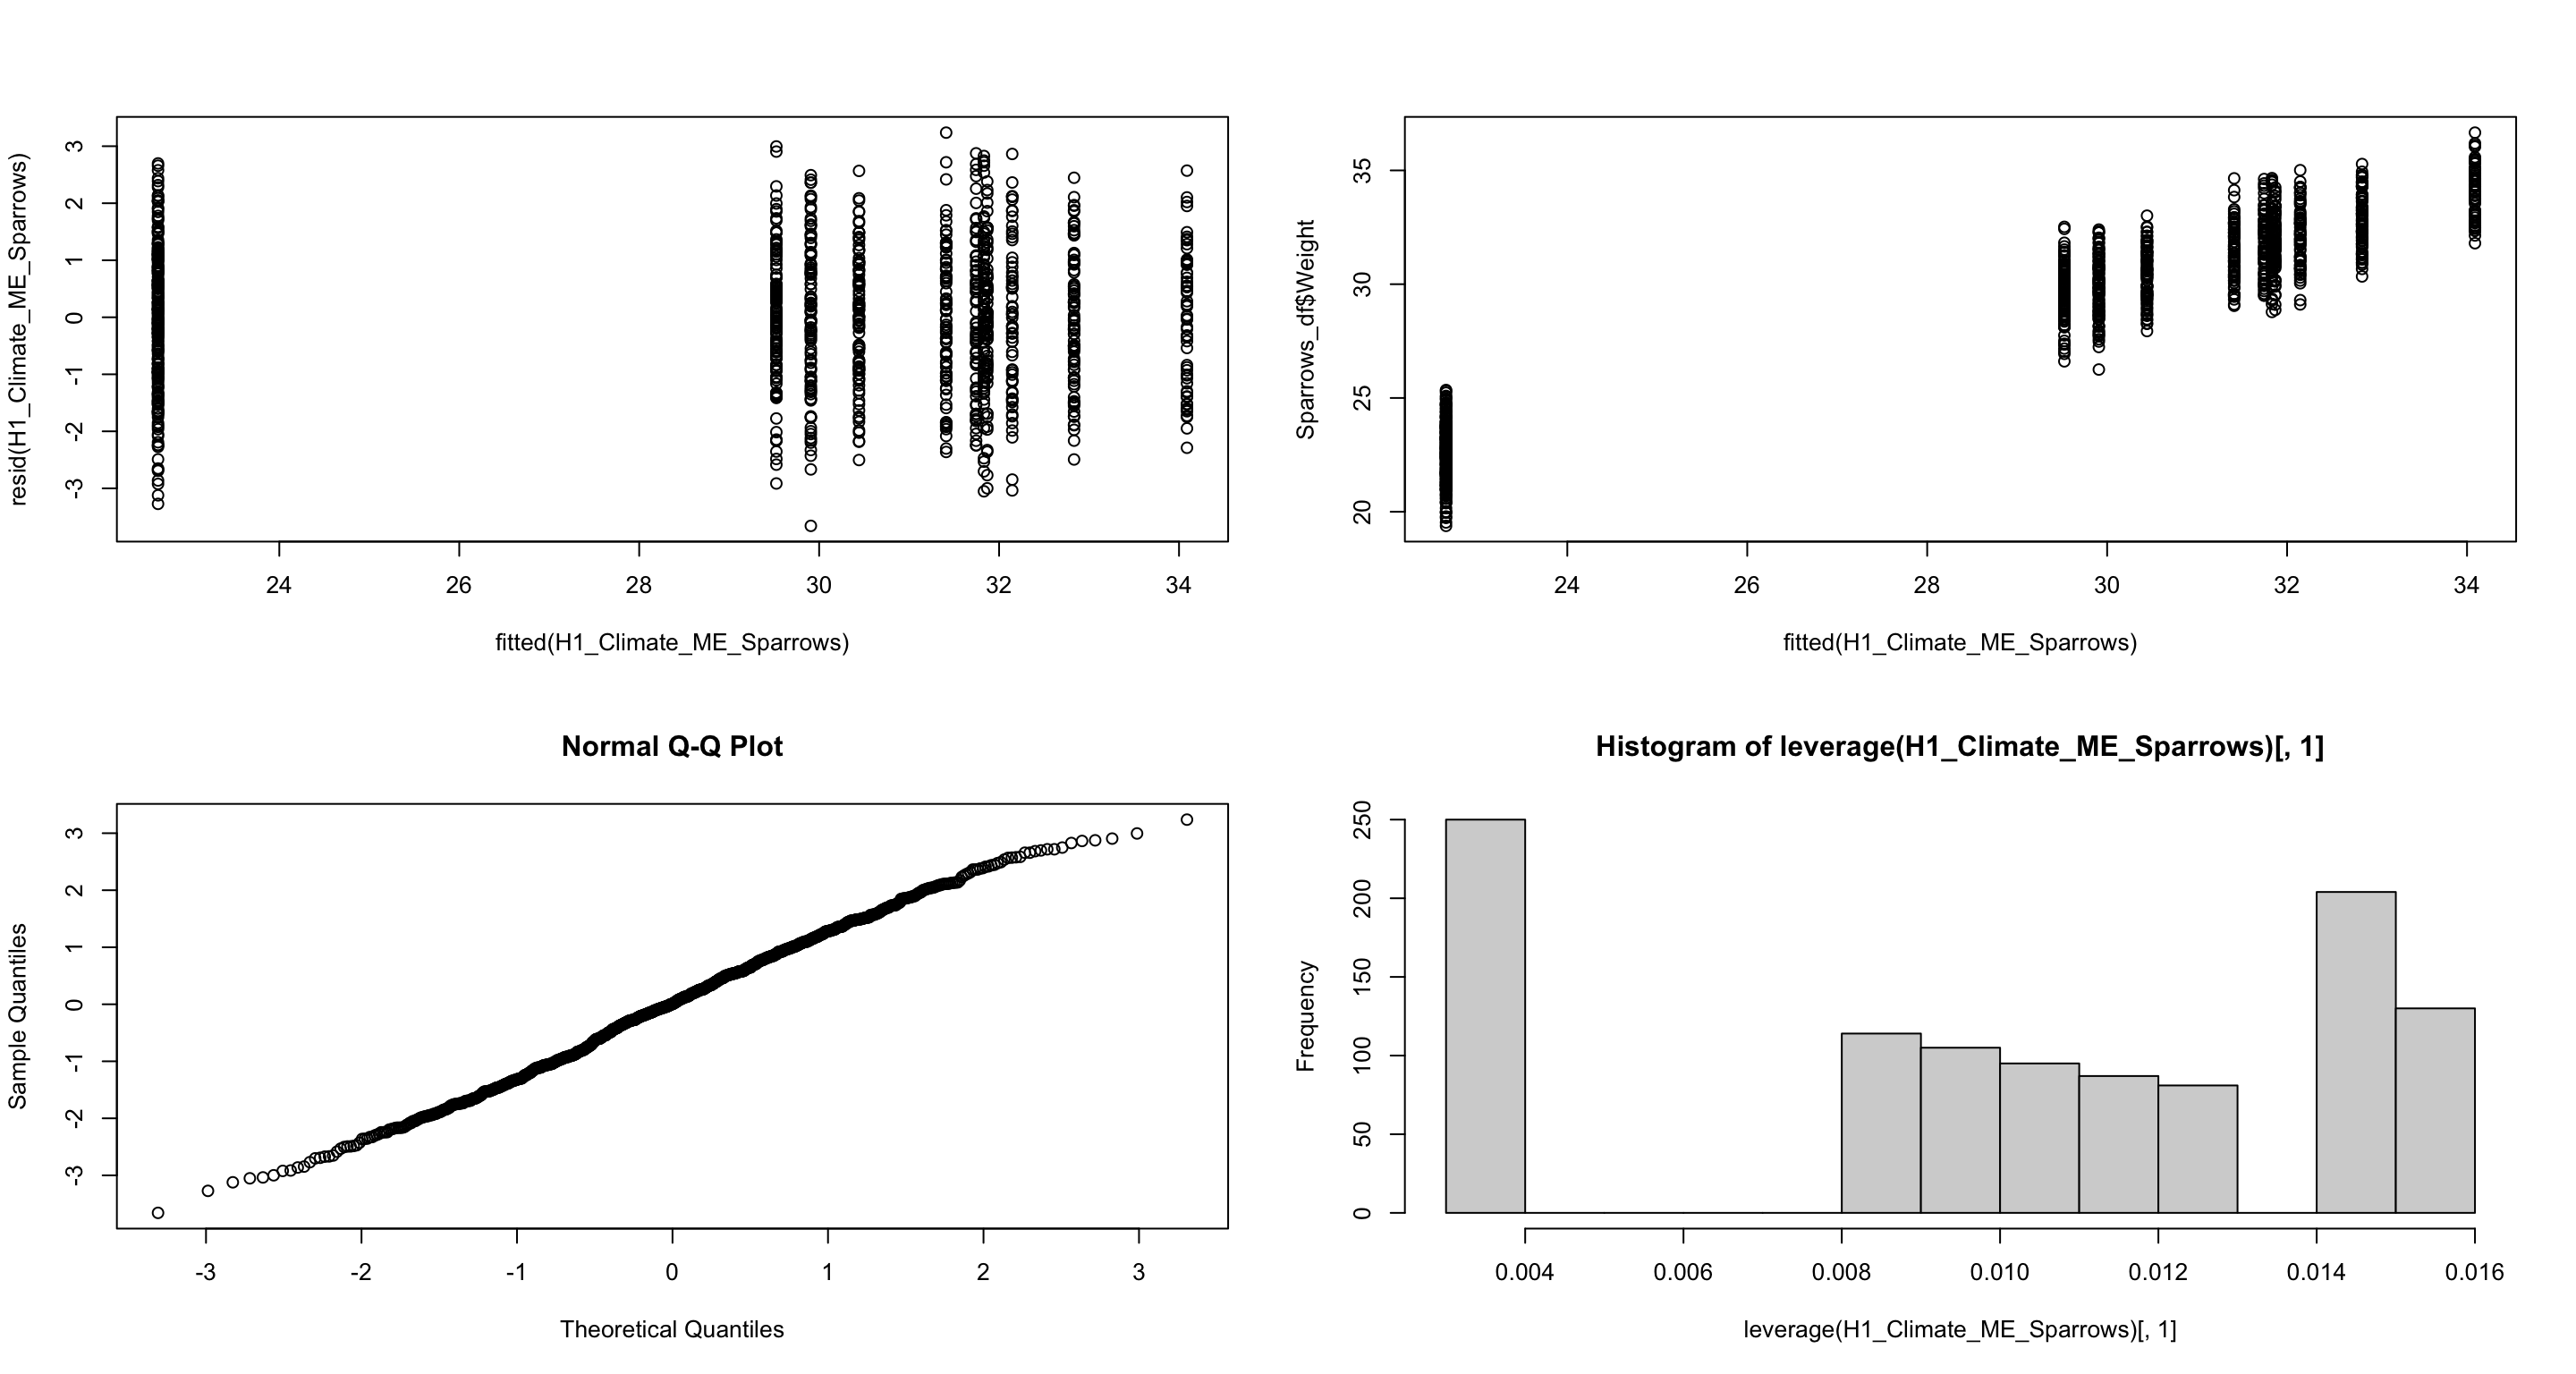 resid(H1_Climate_ME_Sparrows)
3
2
1
0
-1
-2
-3
24 26 28 30 32 34
fitted(H1_Climate_ME_Sparrows)
Sparrows_df$Weight
35
30
25
20
24 26 28 30 32 34
fitted(H1_Climate_ME_Sparrows)
Normal Q-Q Plot
Sample Quantiles
3
2
1
0
-1
-2
-3
-3 -2 -1 0 1 2 3
Theoretical Quantiles
Histogram of leverage(H1_Climate_ME_Sparrows)[, 1]
Frequency
250
200
150
100
50
0
0.004 0.006 0.008 0.010 0.012 0.014 0.016
leverage(H1_Climate_ME_Sparrows)[, 1]